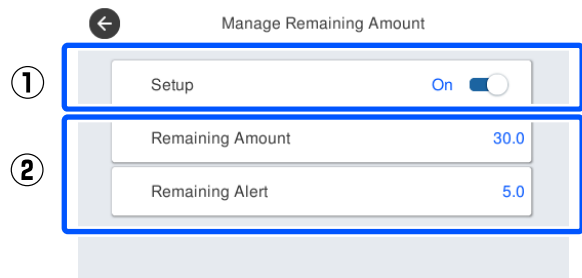 Manage Remaining Amount
① Setup On
② Remaining Amount 30.0
Remaining Alert 5.0